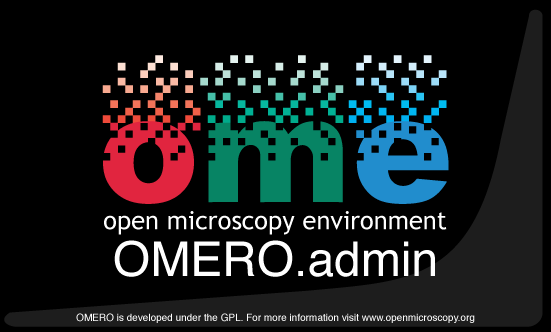 ome
open microscopy environment
OMERO.admin
OMERO is developed under the GPL. For more information visit www.openmicroscopy.org